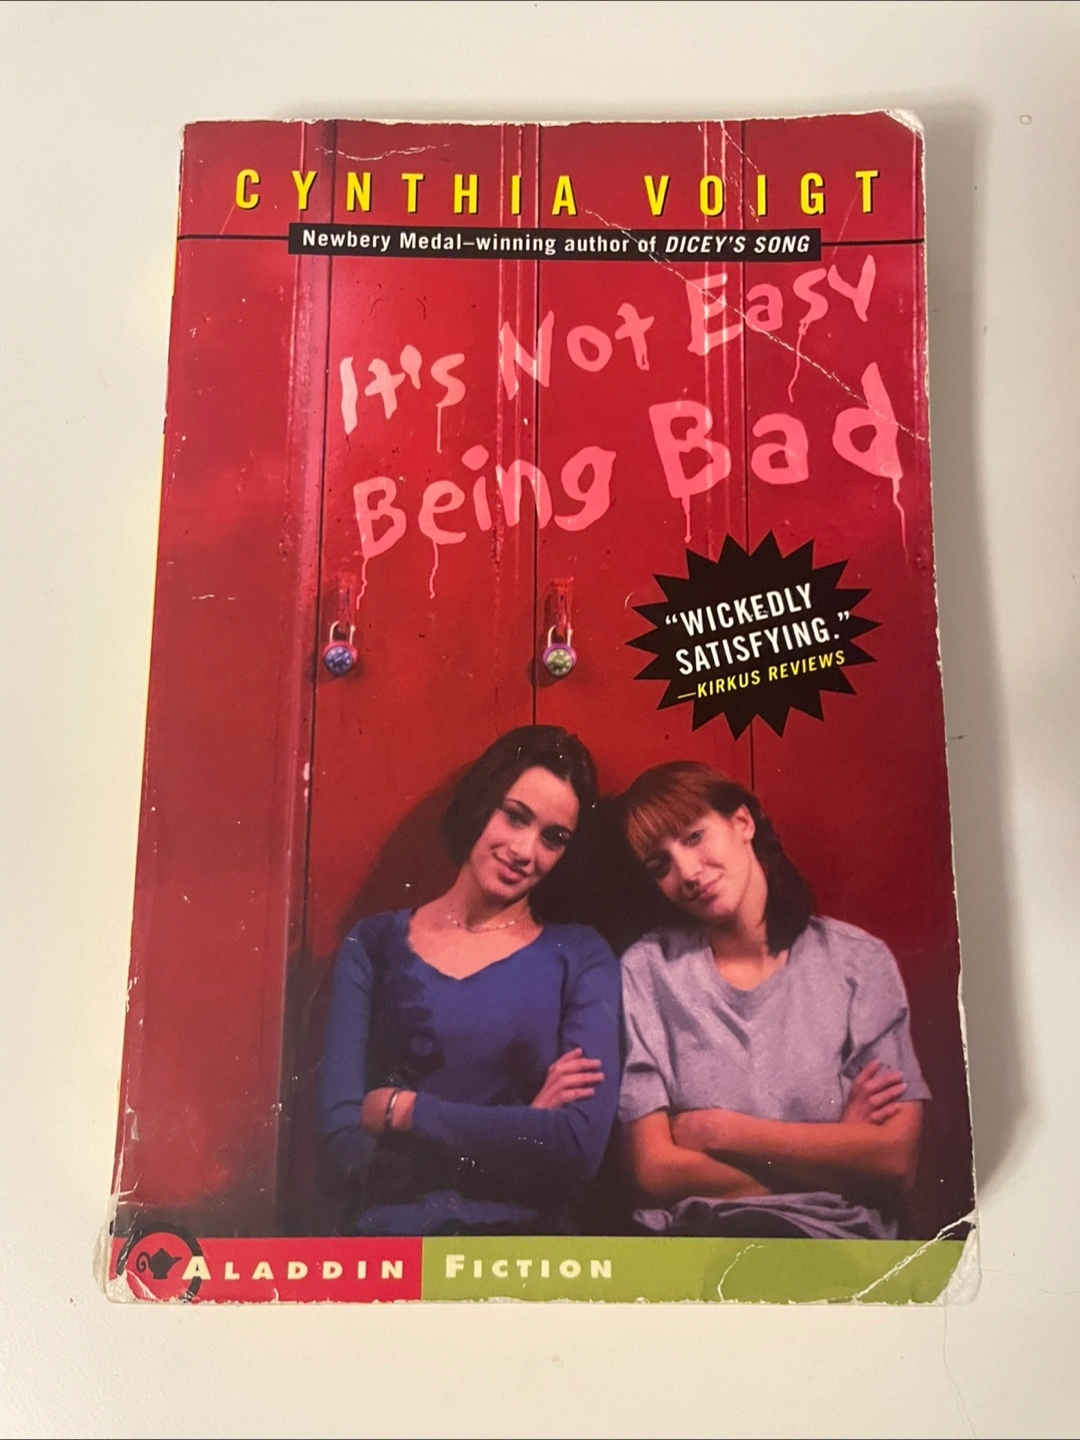 CYNTHIA VOIGT
Newbery Medal–winning author of DICEY'S SONG
It's Not Easy
Being Bad
"WICKEDLY
SATISFYING."
—KIRKUS REVIEWS
ALADDIN FICTION